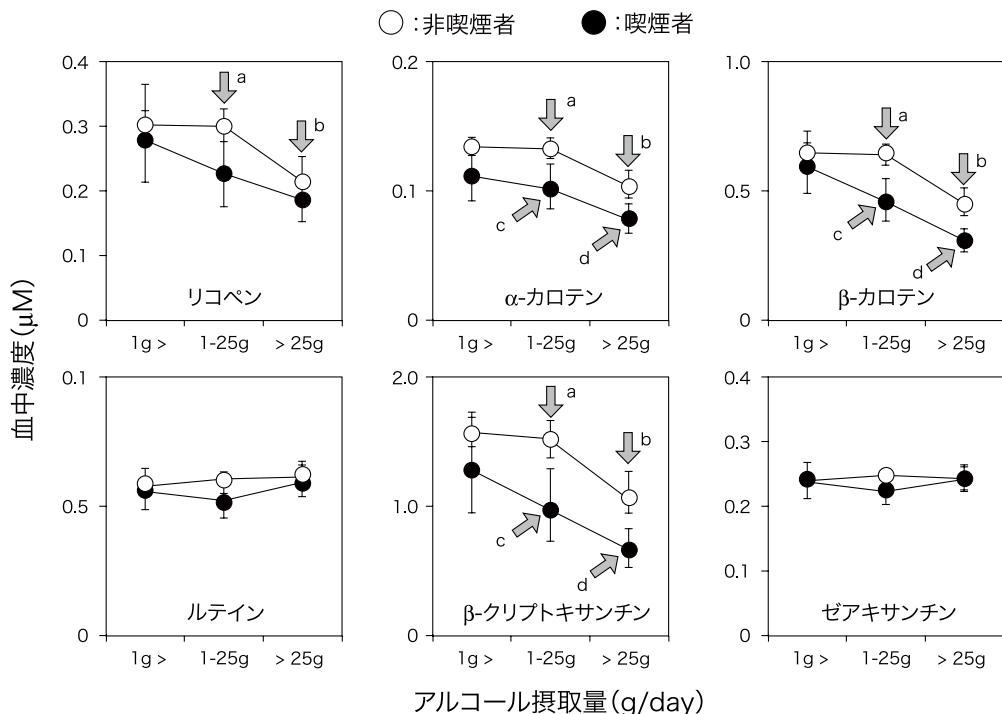 ○：非喫煙者　●：喫煙者
血中濃度(μM)
0.4
0.3
0.2
0.1
0
a
b
リコペン
1g > 1-25g > 25g
0.2
0.1
0
a
b
c
d
α-カロテン
1g > 1-25g > 25g
1.0
0.5
0
a
b
c
d
β-カロテン
1g > 1-25g > 25g
0.1
0.5
0
ルテイン
1g > 1-25g > 25g
2.0
1.0
0
a
b
c
d
β-クリプトキサンチン
1g > 1-25g > 25g
0.4
0.3
0.2
0.1
0
ゼアキサンチン
1g > 1-25g > 25g
アルコール摂取量(g/day)